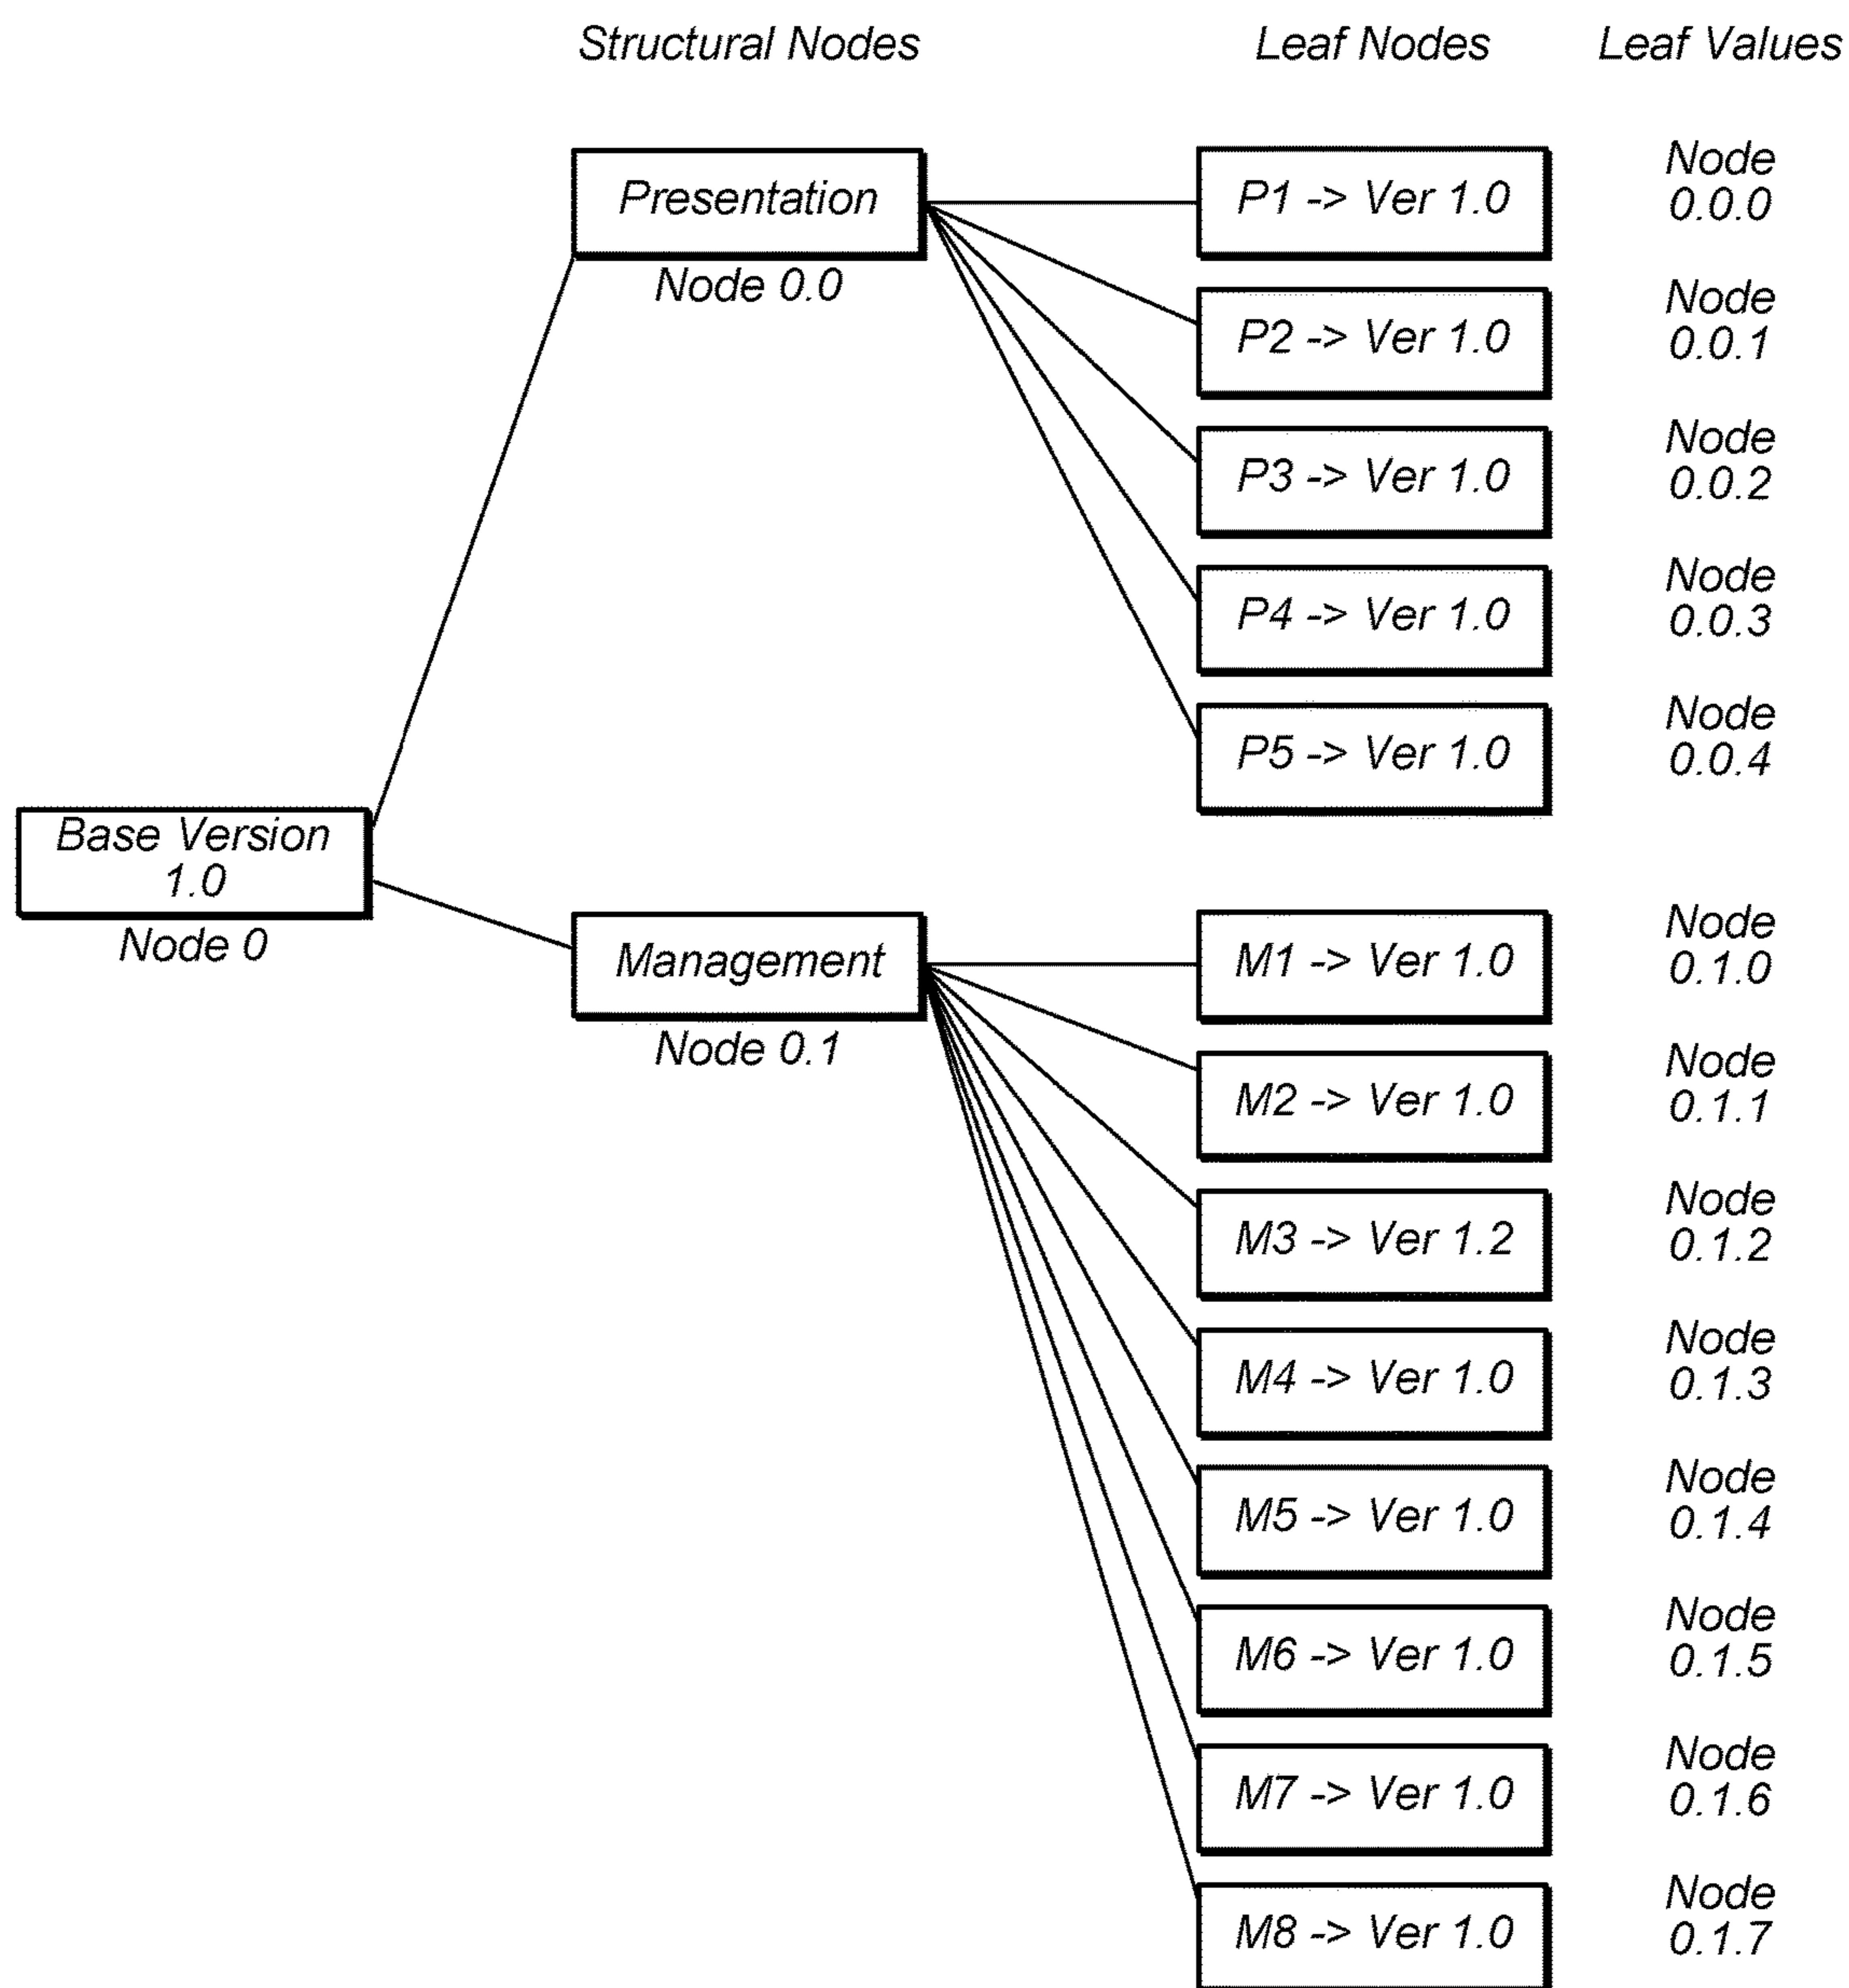 Structural Nodes
Leaf Nodes
Leaf Values
Presentation
Node 0.0
P1 -> Ver 1.0
Node
0.0.0
P2 -> Ver 1.0
Node
0.0.1
P3 -> Ver 1.0
Node
0.0.2
P4 -> Ver 1.0
Node
0.0.3
P5 -> Ver 1.0
Node
0.0.4
Base Version
1.0
Node 0
Management
Node 0.1
M1 -> Ver 1.0
Node
0.1.0
M2 -> Ver 1.0
Node
0.1.1
M3 -> Ver 1.2
Node
0.1.2
M4 -> Ver 1.0
Node
0.1.3
M5 -> Ver 1.0
Node
0.1.4
M6 -> Ver 1.0
Node
0.1.5
M7 -> Ver 1.0
Node
0.1.6
M8 -> Ver 1.0
Node
0.1.7